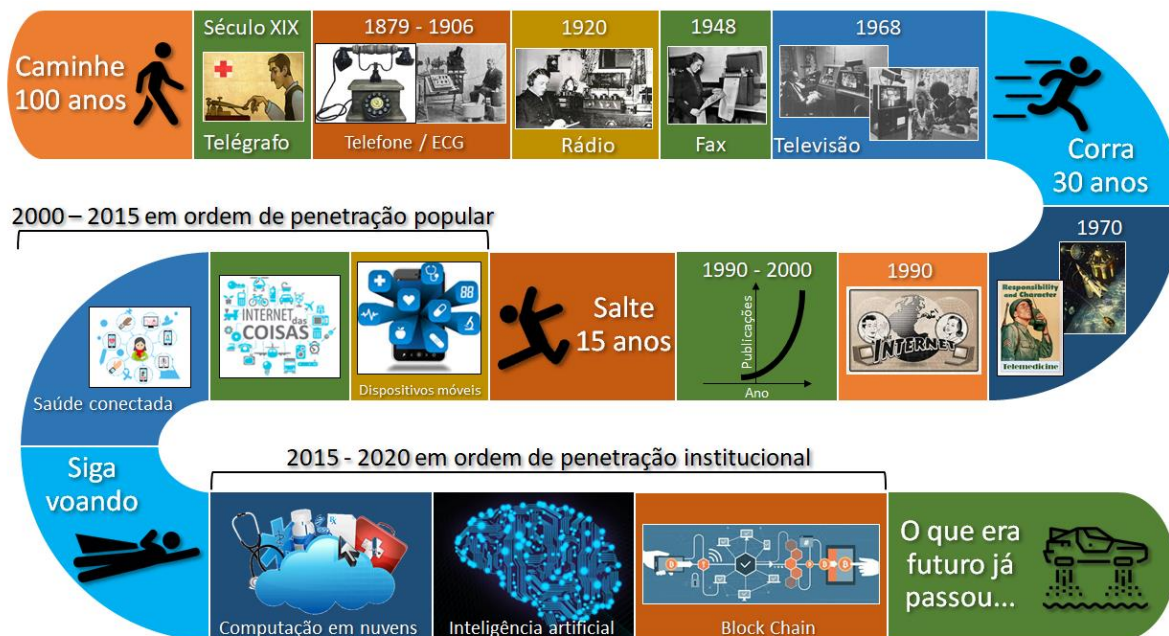 Caminhe
100 anos
Século XIX
Telégrafo
1879 - 1906
Telefone / ECG
1920
Rádio
1948
Fax
1968
Televisão
Corra
30 anos
1970
Responsibility
and Character
Telemedicine
1990
INTERNET
1990 - 2000
Publicações
Ano
Salte
15 anos
2000 – 2015 em ordem de penetração popular
Dispositivos móveis
INTERNET
das
COISAS
Saúde conectada
Siga
voando
2015 - 2020 em ordem de penetração institucional
Computação em nuvens
Inteligência artificial
Block Chain
O que era
futuro já
passou...